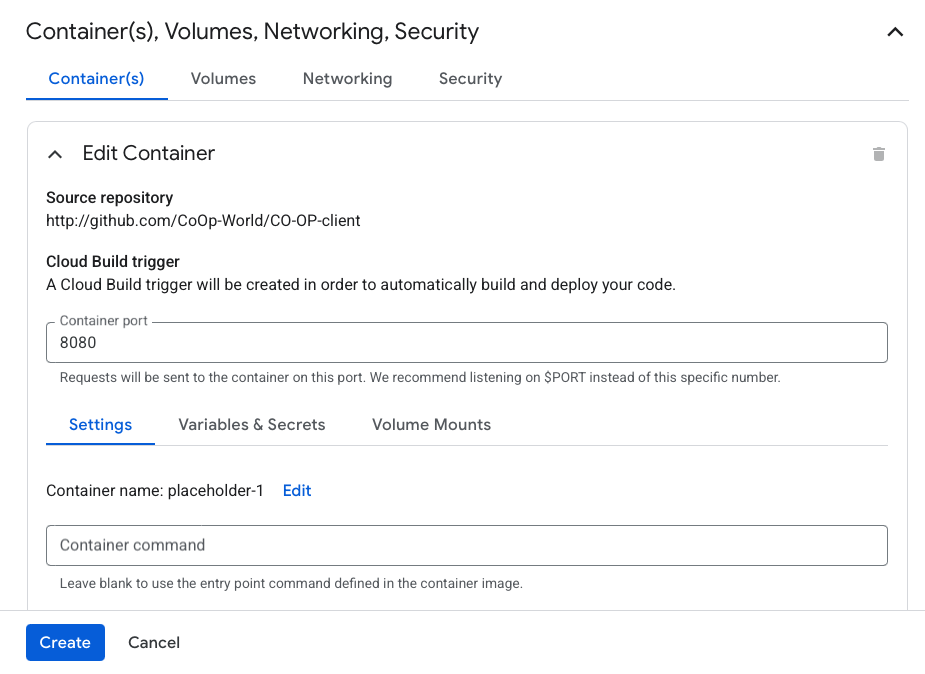 Container(s), Volumes, Networking, Security
Container(s) Volumes Networking Security
Edit Container
Source repository
http://github.com/CoOp-World/CO-OP-client
Cloud Build trigger
A Cloud Build trigger will be created in order to automatically build and deploy your code.
Container port
8080
Requests will be sent to the container on this port. We recommend listening on $PORT instead of this specific number.
Settings Variables & Secrets Volume Mounts
Container name: placeholder-1 Edit
Container command
Leave blank to use the entry point command defined in the container image.
Create Cancel